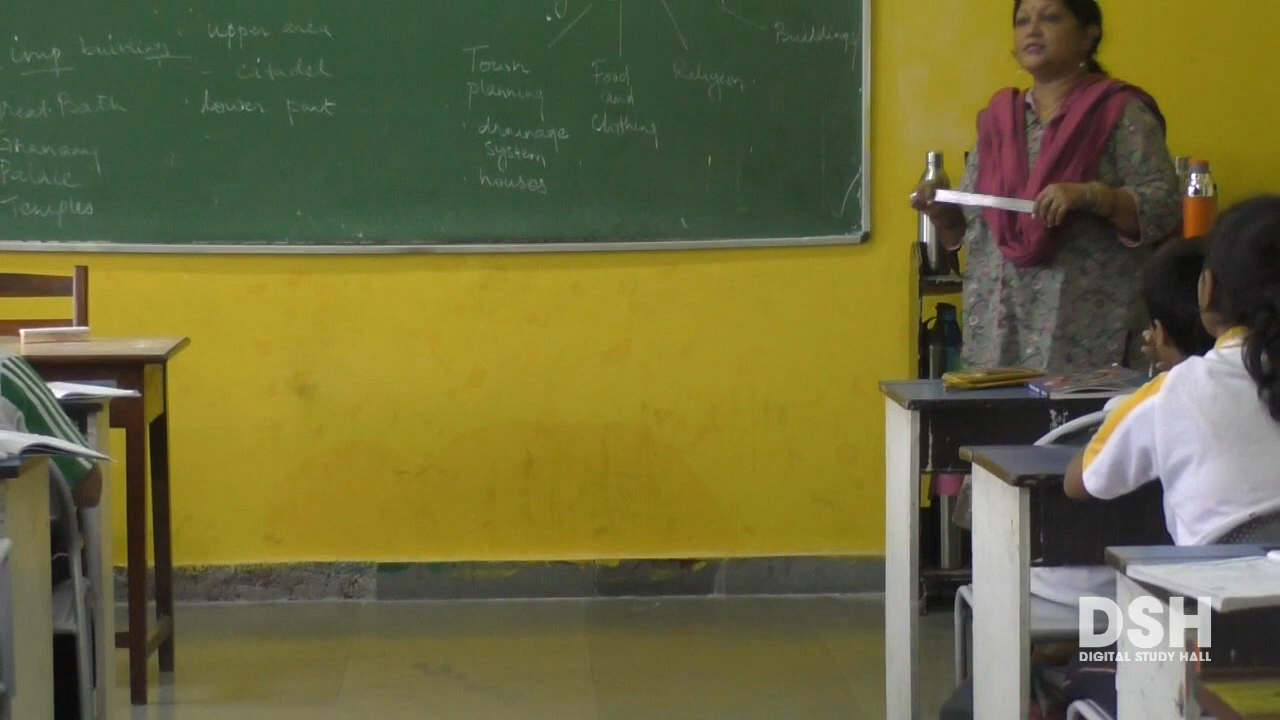 imp buildings
Great Bath
Granary
Palace
Temples
upper area
- citadel
lower part
Town
planning
drainage
system
houses
Food
and
Clothing
Religion
Buildings
DSH
DIGITAL STUDY HALL